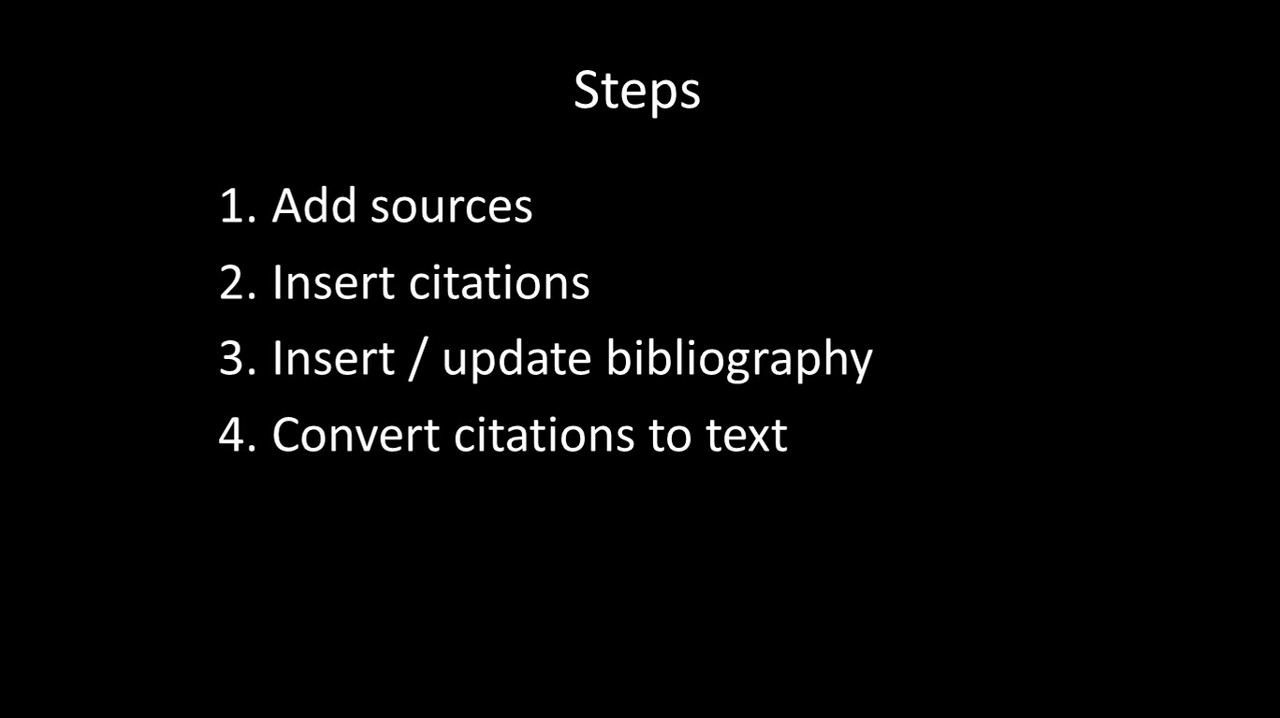 Steps
1. Add sources
2. Insert citations
3. Insert / update bibliography
4. Convert citations to text